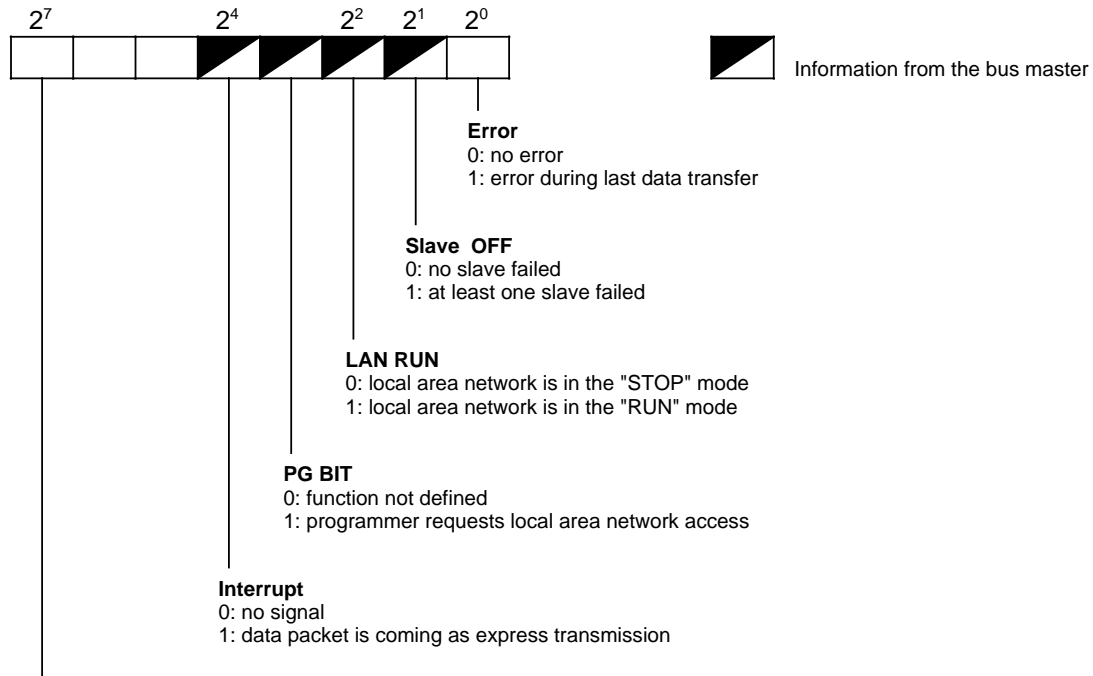 2⁷ 2⁴ 2² 2¹ 2⁰
Information from the bus master
Error
0: no error
1: error during last data transfer
Slave OFF
0: no slave failed
1: at least one slave failed
LAN RUN
0: local area network is in the "STOP" mode
1: local area network is in the "RUN" mode
PG BIT
0: function not defined
1: programmer requests local area network access
Interrupt
0: no signal
1: data packet is coming as express transmission